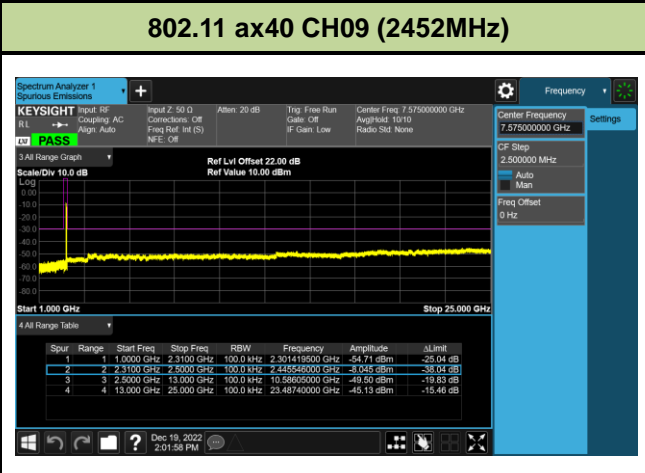 802.11 ax40 CH09 (2452MHz)
Spectrum Analyzer 1
Spurious Emissions
Frequency
KEYSIGHT Input: RF Input Z: 50 Ω Atten: 20 dB Trig: Free Run Center Freq: 7.575000000 GHz
RL Coupling: AC Corrections: Off Gate: Off Avg|Hold: 10/10
Align: Auto Freq Ref: Int (S) IF Gain: Low Radio Std: None
LXI PASS NFE: Off
Center Frequency
7.575000000 GHz
Settings
CF Step
2.500000 MHz
Auto
Man
Freq Offset
0 Hz
3 All Range Graph
Ref Lvl Offset 22.00 dB
Scale/Div 10.0 dB Ref Value 10.00 dBm
Log
0.00
-10.0
-20.0
-30.0
-40.0
-50.0
-60.0
-70.0
-80.0
Start 1.000 GHz Stop 25.000 GHz
4 All Range Table
Spur Range Start Freq Stop Freq RBW Frequency Amplitude ΔLimit
1 1 1.0000 GHz 2.3100 GHz 100.0 kHz 2.301419500 GHz -54.71 dBm -25.04 dB
2 2 2.3100 GHz 2.5000 GHz 100.0 kHz 2.445546000 GHz -8.045 dBm -38.04 dB
3 3 2.5000 GHz 13.000 GHz 100.0 kHz 10.58605000 GHz -49.50 dBm -19.83 dB
4 4 13.000 GHz 25.000 GHz 100.0 kHz 23.48740000 GHz -45.13 dBm -15.46 dB
Dec 19, 2022
2:01:58 PM